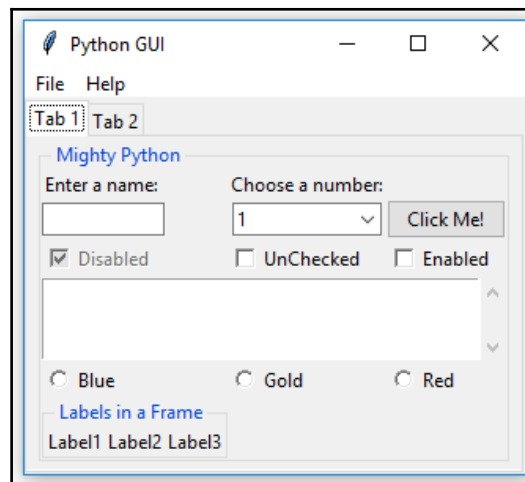 Python GUI
File Help
Tab 1 Tab 2
Mighty Python
Enter a name: Choose a number:
1 Click Me!
Disabled UnChecked Enabled
Blue Gold Red
Labels in a Frame
Label1 Label2 Label3